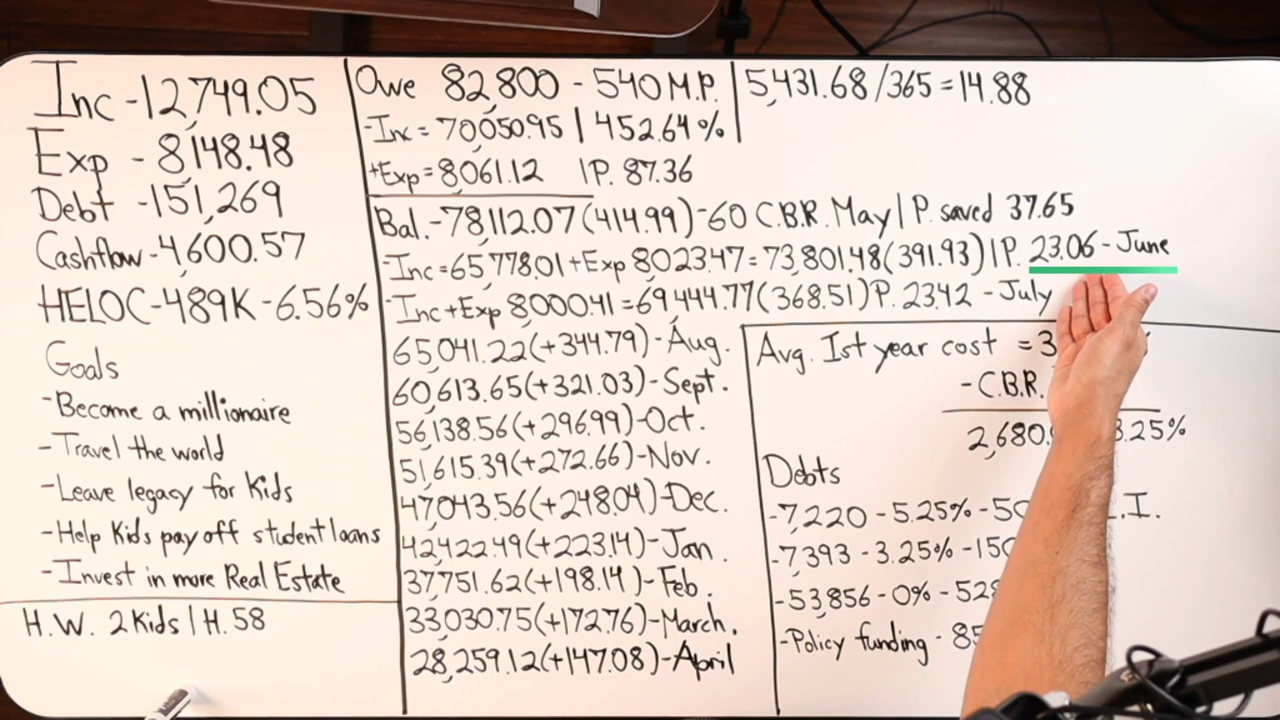 Inc -12,749.05
Exp - 8,148.48
Debt -151,269
Cashflow -4,600.57
HELOC-489K -6.56%
Goals
-Become a millionaire
-Travel the world
-Leave legacy for Kids
-Help Kids pay off student loans
-Invest in more Real Estate
H.W. 2 Kids | H. 58
Owe 82,800 - 540 M.P.
-Inc = 70,050.95 | 452.64%
+Exp = 8,061.12 | P. 87.36
5,431.68/365 = 14.88
Bal.-78,112.07(414.99)-60 C.B.R. May | P. saved 37.65
-Inc = 65,778.01 + Exp 8023.47 = 73,801.48(391.93) | P. 23.06 - June
-Inc + Exp 8,000.41 = 69,444.77(368.51) P. 23.42 - July
65,041.22(+344.79)-Aug.
60,613.65(+321.03)-Sept.
56,138.56(+296.99)-Oct.
51,615.39(+272.66)-Nov.
47,043.56(+248.04)-Dec.
42,422.49(+223.14)-Jan.
37,751.62(+198.14)-Feb.
33,030.75(+172.76)-March.
28,259.12(+147.08)-April
Avg. 1st year cost = 3,
-C.B.R.
2,680. .25%
Debts
-7,220 - 5.25% -50 .I.
-7,393 - 3.25% -150
-53,856 - 0% - 528
-Policy funding - 85